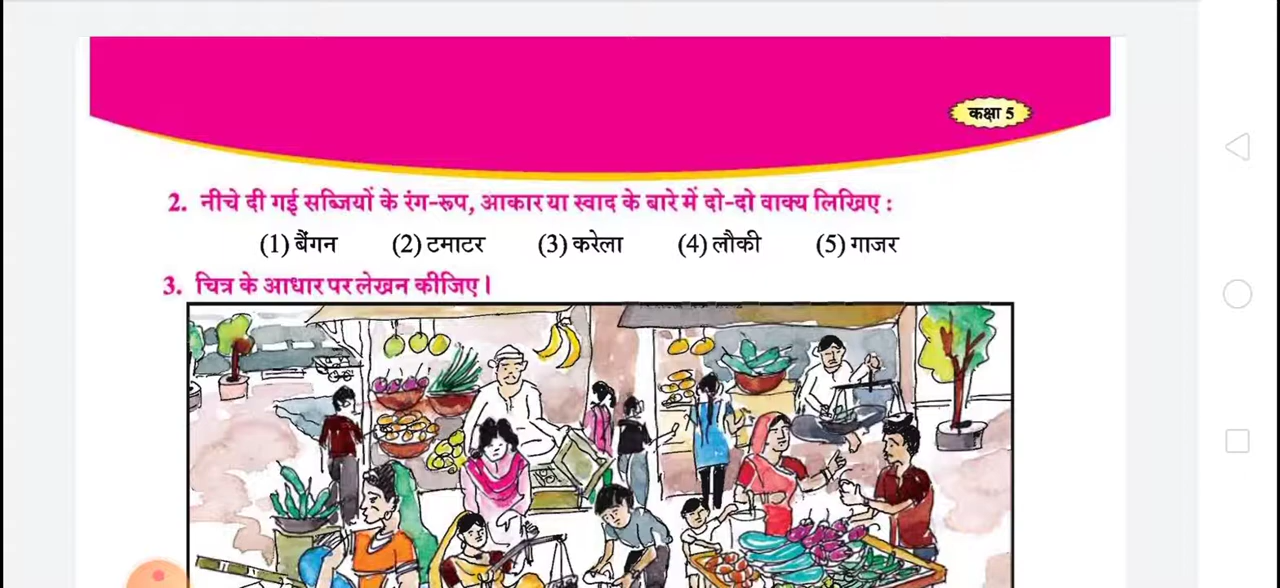 कक्षा 5
2. नीचे दी गई सब्जियों के रंग-रूप, आकार या स्वाद के बारे में दो-दो वाक्य लिखिए :
(1) बैंगन (2) टमाटर (3) करेला (4) लौकी (5) गाजर
3. चित्र के आधार पर लेखन कीजिए।